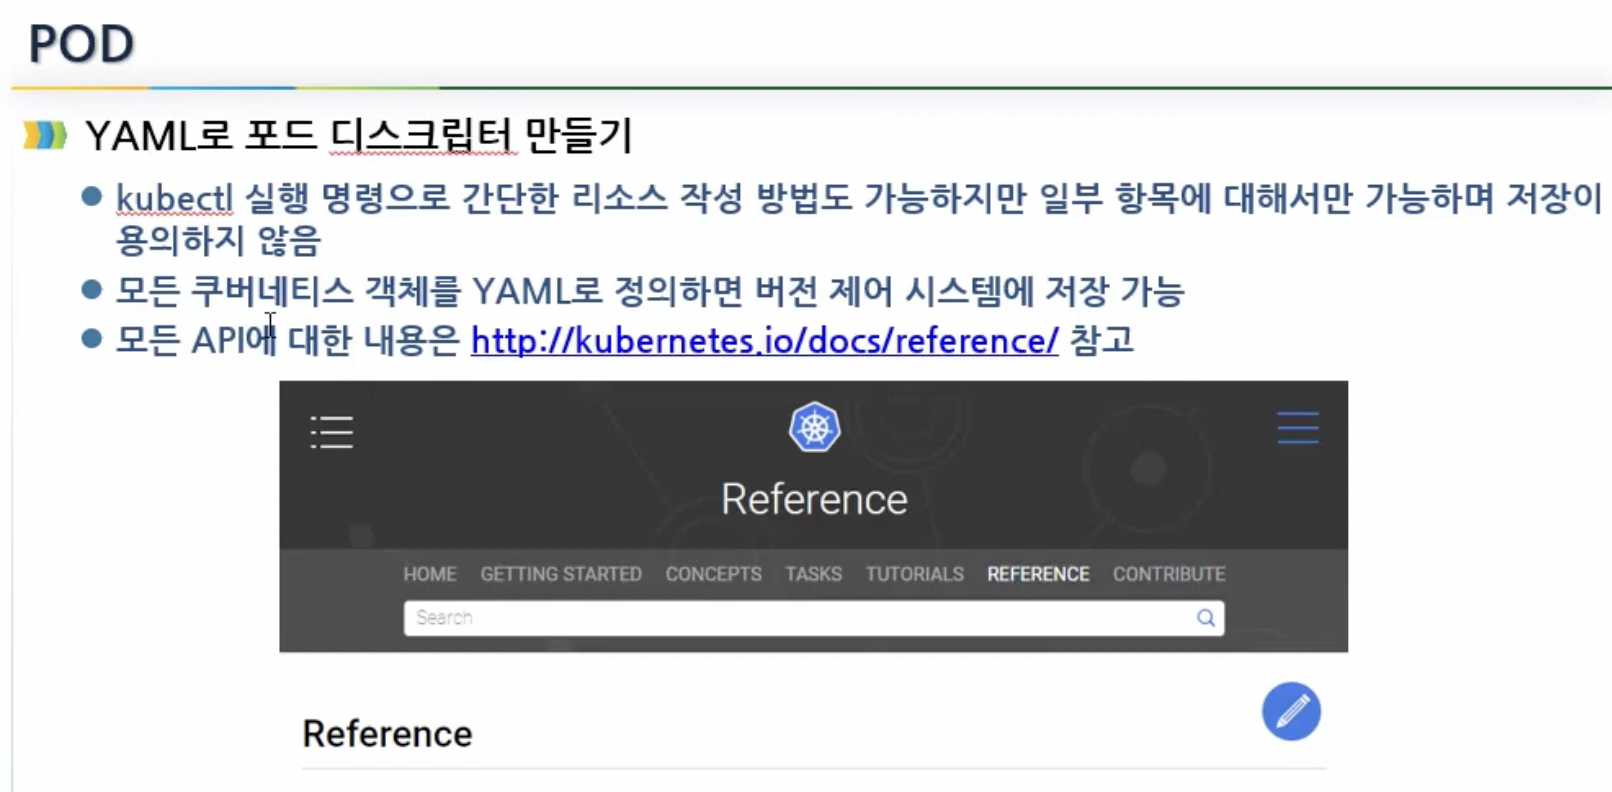 POD
YAML로 포드 디스크립터 만들기
kubectl 실행 명령으로 간단한 리소스 작성 방법도 가능하지만 일부 항목에 대해서만 가능하며 저장이
용의하지 않음
모든 쿠버네티스 객체를 YAML로 정의하면 버전 제어 시스템에 저장 가능
모든 API에 대한 내용은 http://kubernetes.io/docs/reference/ 참고
Reference
HOME GETTING STARTED CONCEPTS TASKS TUTORIALS REFERENCE CONTRIBUTE
Search
Reference